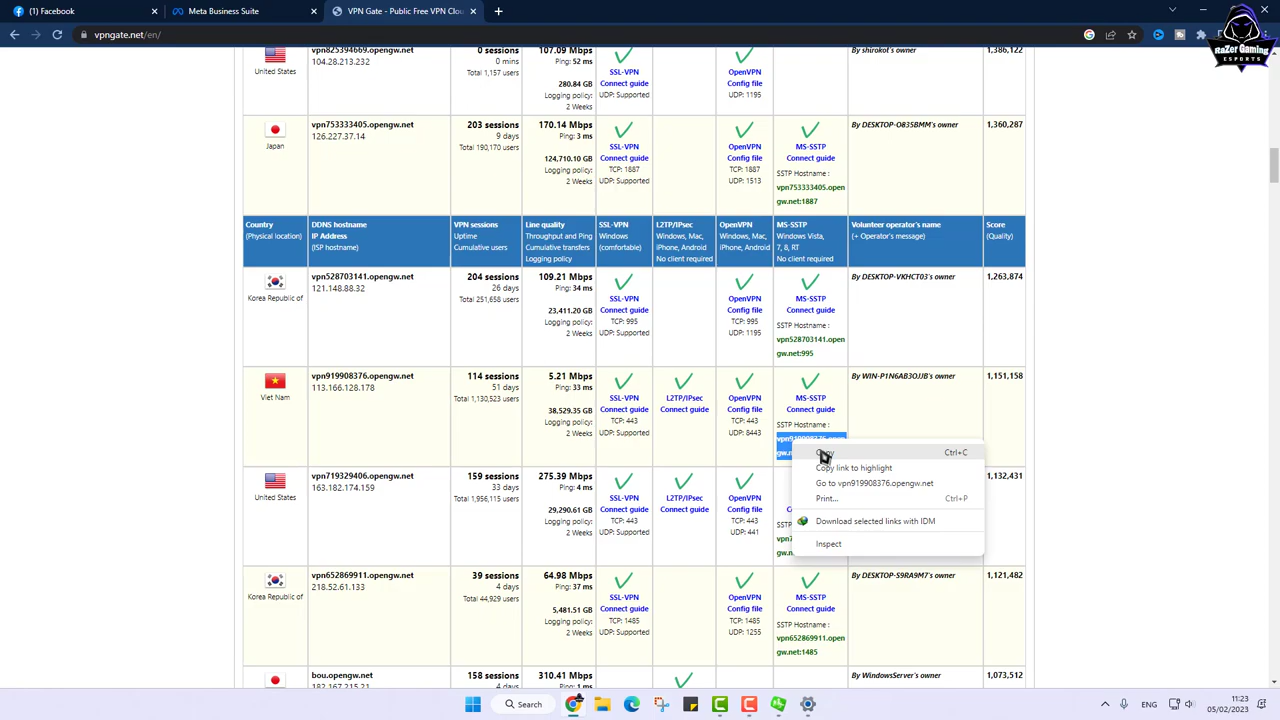 (1) Facebook
Meta Business Suite
VPN Gate - Public Free VPN Clou
vpngate.net/en/
RaZer Gaming
ESPORTS
United States
vpn825394669.opengw.net
104.28.213.232
0 sessions
0 mins
Total 1,157 users
107.09 Mbps
Ping: 52 ms
280.84 GB
Logging policy:
2 Weeks
SSL-VPN
Connect guide
UDP: Supported
OpenVPN
Config file
UDP: 1195
By shirokot's owner
1,386,122
Japan
vpn753333405.opengw.net
126.227.37.14
203 sessions
9 days
Total 190,170 users
170.14 Mbps
Ping: 3 ms
124,710.10 GB
Logging policy:
2 Weeks
SSL-VPN
Connect guide
TCP: 1887
UDP: Supported
OpenVPN
Config file
TCP: 1887
UDP: 1513
MS-SSTP
Connect guide
SSTP Hostname :
vpn753333405.open
gw.net:1887
By DESKTOP-O835BMM's owner
1,360,287
Country
(Physical location)
DDNS hostname
IP Address
(ISP hostname)
VPN sessions
Uptime
Cumulative users
Line quality
Throughput and Ping
Cumulative transfers
Logging policy
SSL-VPN
Windows
(comfortable)
L2TP/IPsec
Windows, Mac,
iPhone, Android
No client required
OpenVPN
Windows, Mac,
iPhone, Android
MS-SSTP
Windows Vista,
7, 8, RT
No client required
Volunteer operator's name
(+ Operator's message)
Score
(Quality)
Korea Republic of
vpn528703141.opengw.net
121.148.88.32
204 sessions
26 days
Total 251,658 users
109.21 Mbps
Ping: 34 ms
23,411.20 GB
Logging policy:
2 Weeks
SSL-VPN
Connect guide
TCP: 995
UDP: Supported
OpenVPN
Config file
TCP: 995
UDP: 1195
MS-SSTP
Connect guide
SSTP Hostname :
vpn528703141.open
gw.net:995
By DESKTOP-VKHCT03's owner
1,263,874
Viet Nam
vpn919908376.opengw.net
113.166.128.178
114 sessions
51 days
Total 1,130,523 users
5.21 Mbps
Ping: 33 ms
38,529.35 GB
Logging policy:
2 Weeks
SSL-VPN
Connect guide
TCP: 443
UDP: Supported
L2TP/IPsec
Connect guide
OpenVPN
Config file
TCP: 443
UDP: 8443
MS-SSTP
Connect guide
SSTP Hostname :
vpn919908376.open
By WIN-P1N6AB3OJJB's owner
1,151,158
Copy Ctrl+C
Copy link to highlight
Go to vpn919908376.opengw.net
Print... Ctrl+P
Download selected links with IDM
Inspect
United States
vpn719329406.opengw.net
163.182.174.159
159 sessions
33 days
Total 1,956,115 users
275.39 Mbps
Ping: 4 ms
29,290.61 GB
Logging policy:
2 Weeks
SSL-VPN
Connect guide
TCP: 443
UDP: Supported
L2TP/IPsec
Connect guide
OpenVPN
Config file
TCP: 443
UDP: 441
1,132,431
Korea Republic of
vpn652869911.opengw.net
218.52.61.133
39 sessions
4 days
Total 44,929 users
64.98 Mbps
Ping: 37 ms
5,481.51 GB
Logging policy:
2 Weeks
SSL-VPN
Connect guide
TCP: 1485
UDP: Supported
OpenVPN
Config file
TCP: 1485
UDP: 1255
MS-SSTP
Connect guide
SSTP Hostname :
vpn652869911.open
gw.net:1485
By DESKTOP-S9RA9M7's owner
1,121,482
bou.opengw.net
158 sessions
310.41 Mbps
By WindowsServer's owner
1,073,512
Search
ENG
11:23
05/02/2023